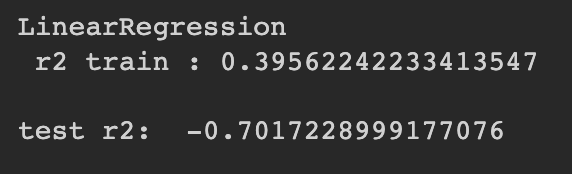 LinearRegression
r2 train : 0.39562242233413547
test r2: -0.7017228999177076